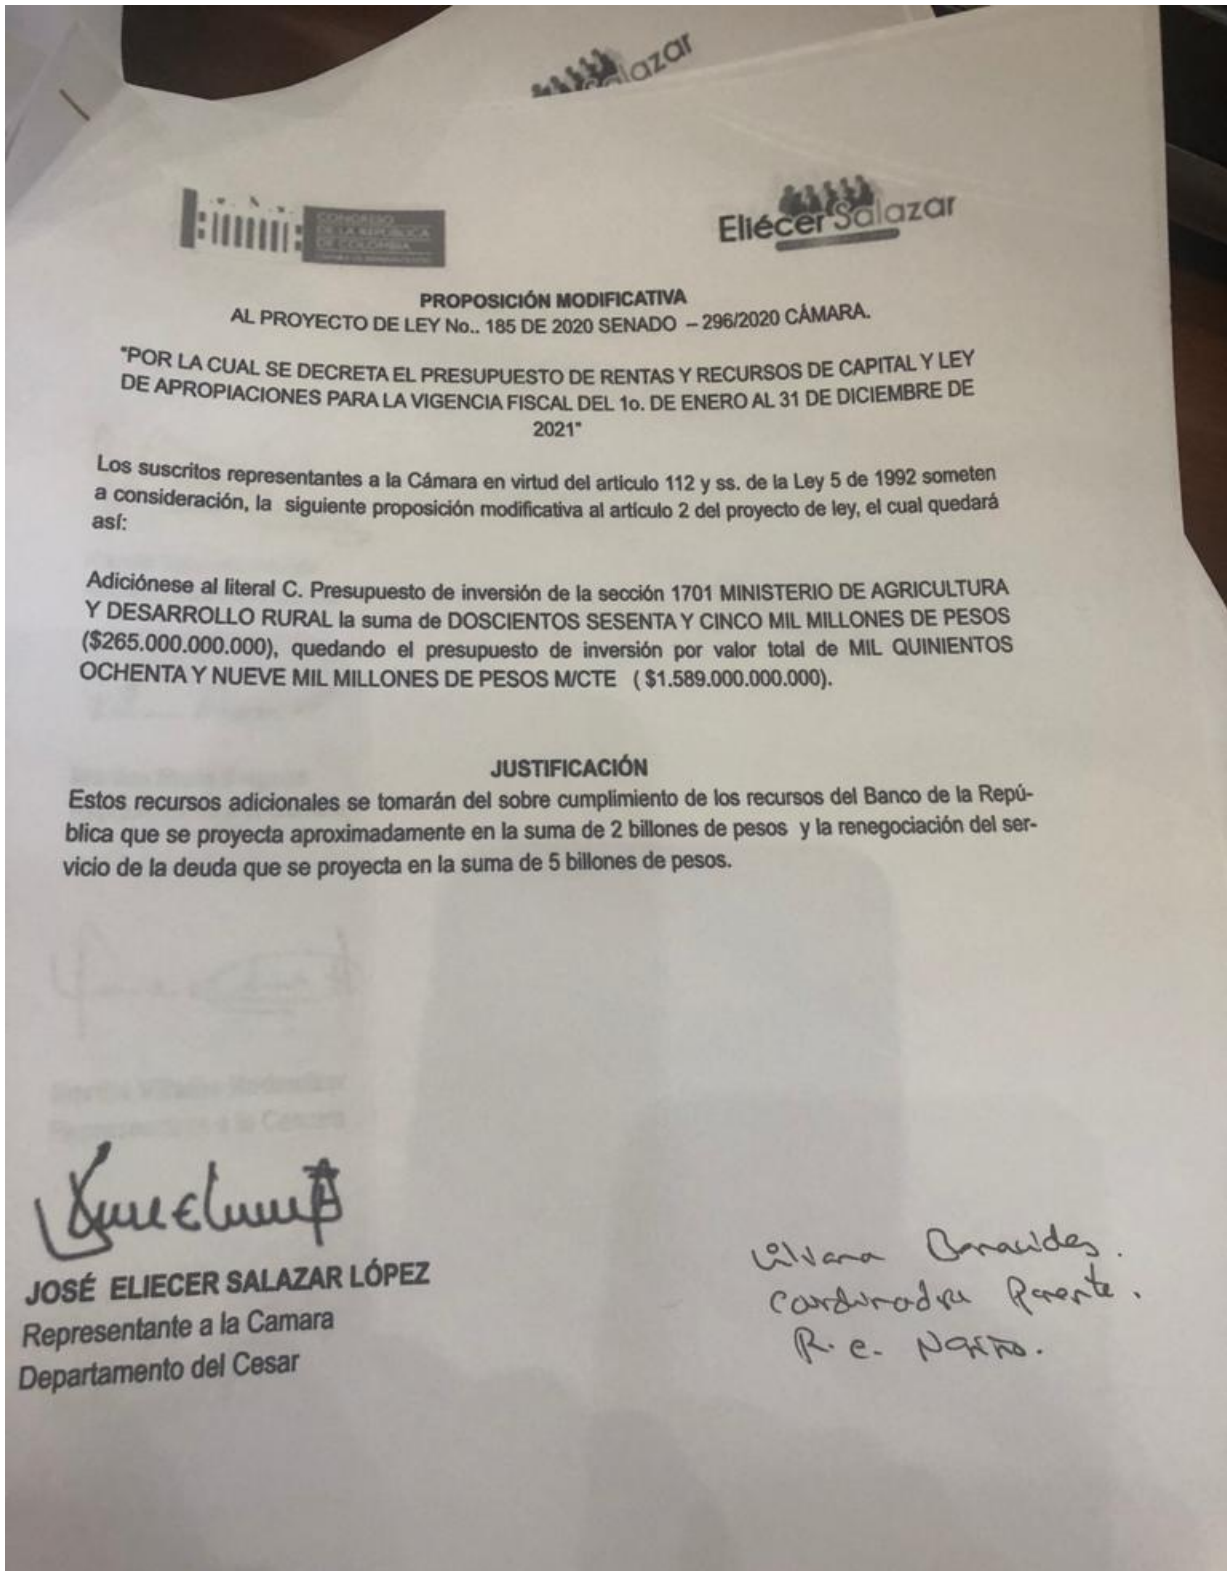 Salazar
CONGRESO
DE LA REPÚBLICA
DE COLOMBIA
Eliécer Salazar
PROPOSICIÓN MODIFICATIVA
AL PROYECTO DE LEY No.. 185 DE 2020 SENADO – 296/2020 CÁMARA.
"POR LA CUAL SE DECRETA EL PRESUPUESTO DE RENTAS Y RECURSOS DE CAPITAL Y LEY
DE APROPIACIONES PARA LA VIGENCIA FISCAL DEL 1o. DE ENERO AL 31 DE DICIEMBRE DE
2021"
Los suscritos representantes a la Cámara en virtud del articulo 112 y ss. de la Ley 5 de 1992 someten
a consideración, la siguiente proposición modificativa al artículo 2 del proyecto de ley, el cual quedará
así:
Adiciónese al literal C. Presupuesto de inversión de la sección 1701 MINISTERIO DE AGRICULTURA
Y DESARROLLO RURAL la suma de DOSCIENTOS SESENTA Y CINCO MIL MILLONES DE PESOS
($265.000.000.000), quedando el presupuesto de inversión por valor total de MIL QUINIENTOS
OCHENTA Y NUEVE MIL MILLONES DE PESOS M/CTE ( $1.589.000.000.000).
JUSTIFICACIÓN
Estos recursos adicionales se tomarán del sobre cumplimiento de los recursos del Banco de la Repú-
blica que se proyecta aproximadamente en la suma de 2 billones de pesos y la renegociación del ser-
vicio de la deuda que se proyecta en la suma de 5 billones de pesos.
JOSÉ ELIECER SALAZAR LÓPEZ
Representante a la Camara
Departamento del Cesar
Liliana Benavides.
Coordinadora Ponente.
R. C. Nariño.